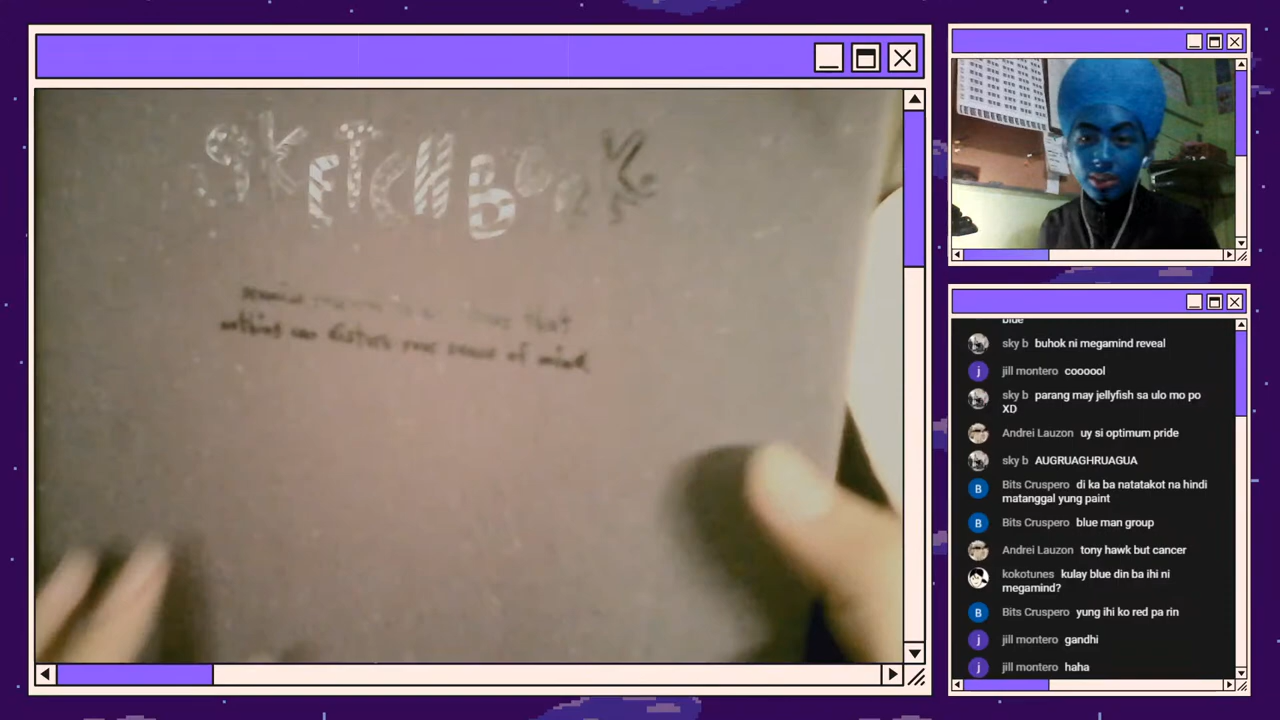 SKETCHBOOK
that
nothing can disturb your peace of mind
blue
sky b buhok ni megamind reveal
jill montero coooool
sky b parang may jellyfish sa ulo mo po
XD
Andrei Lauzon uy si optimum pride
sky b AUGRUAGHRUAGUA
Bits Cruspero di ka ba natatakot na hindi
matanggal yung paint
Bits Cruspero blue man group
Andrei Lauzon tony hawk but cancer
kokotunes kulay blue din ba ihi ni
megamind?
Bits Cruspero yung ihi ko red pa rin
jill montero gandhi
jill montero haha